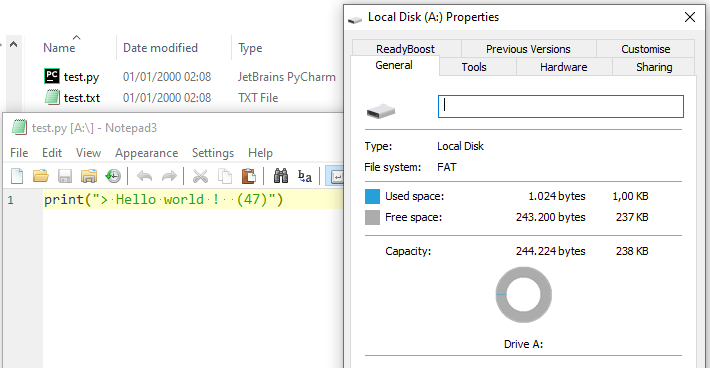 Name Date modified Type
test.py 01/01/2000 02:08 JetBrains PyCharm
test.txt 01/01/2000 02:08 TXT File
test.py [A:\] - Notepad3
File Edit View Appearance Settings Help
1 print("> Hello world !  (47)")
Local Disk (A:) Properties
ReadyBoost Previous Versions Customise
General Tools Hardware Sharing
Type: Local Disk
File system: FAT
Used space: 1.024 bytes 1,00 KB
Free space: 243.200 bytes 237 KB
Capacity: 244.224 bytes 238 KB
Drive A: